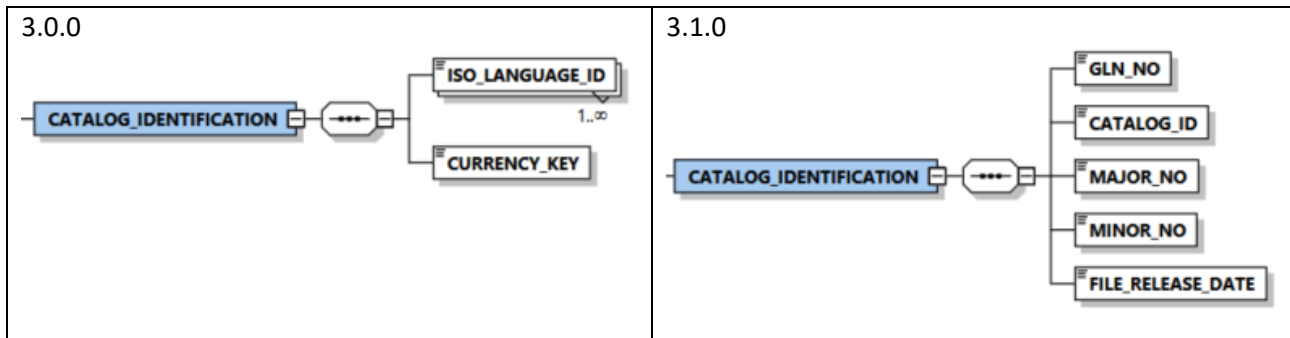 3.0.0
CATALOG_IDENTIFICATION
ISO_LANGUAGE_ID
1..∞
CURRENCY_KEY
3.1.0
CATALOG_IDENTIFICATION
GLN_NO
CATALOG_ID
MAJOR_NO
MINOR_NO
FILE_RELEASE_DATE